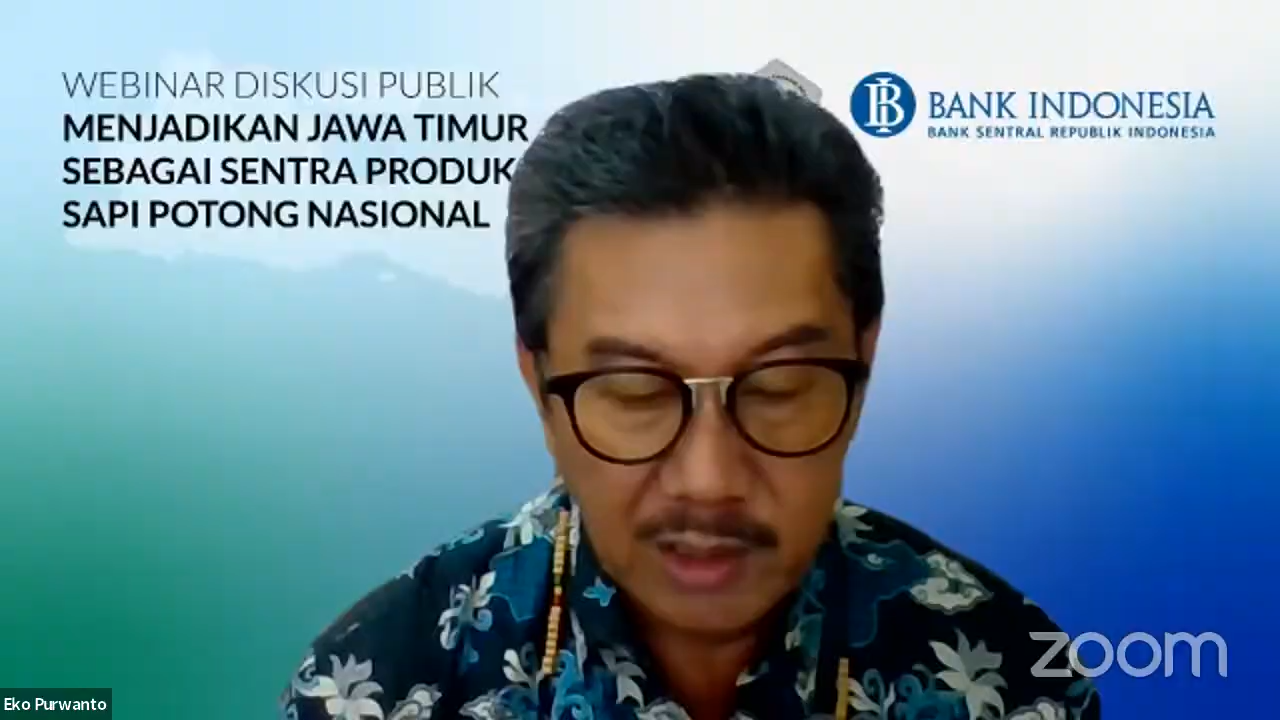 WEBINAR DISKUSI PUBLIK
MENJADIKAN JAWA TIMUR
SEBAGAI SENTRA PRODUK
SAPI POTONG NASIONAL
BANK INDONESIA
BANK SENTRAL REPUBLIK INDONESIA
zoom
Eko Purwanto